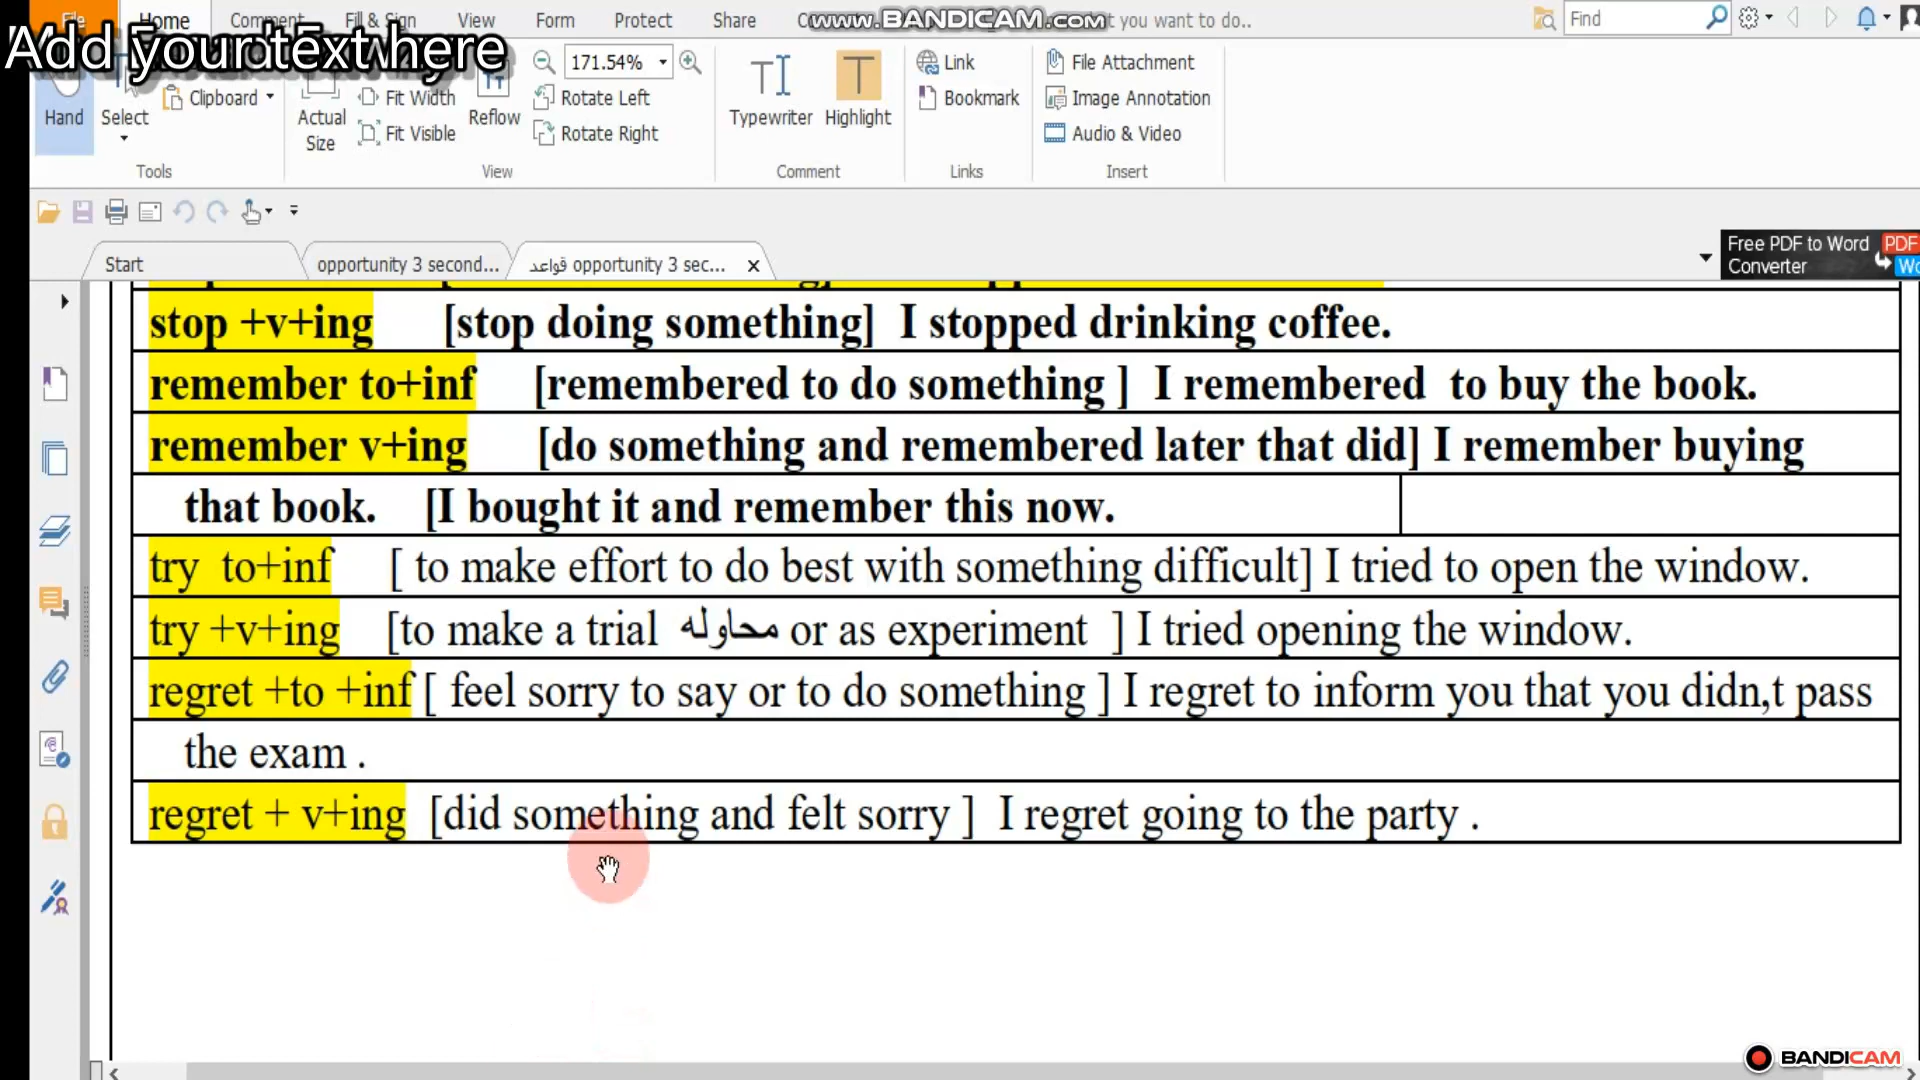 File Home Comment Fill & Sign View Form Protect Share www.BANDICAM.com t you want to do.. Find
Add your text here
171.54%
Hand Select Clipboard
Actual Size Fit Width Fit Visible Reflow Rotate Left Rotate Right
Typewriter Highlight
Link Bookmark
File Attachment Image Annotation Audio & Video
Tools View Comment Links Insert
Start opportunity 3 second... قواعد opportunity 3 sec...
Free PDF to Word Converter PDF
stop +v+ing [stop doing something] I stopped drinking coffee.
remember to+inf [remembered to do something ] I remembered to buy the book.
remember v+ing [do something and remembered later that did] I remember buying
that book. [I bought it and remember this now.
try to+inf [ to make effort to do best with something difficult] I tried to open the window.
try +v+ing [to make a trial محاوله or as experiment ] I tried opening the window.
regret +to +inf [ feel sorry to say or to do something ] I regret to inform you that you didn,t pass
the exam .
regret + v+ing [did something and felt sorry ] I regret going to the party .
BANDICAM